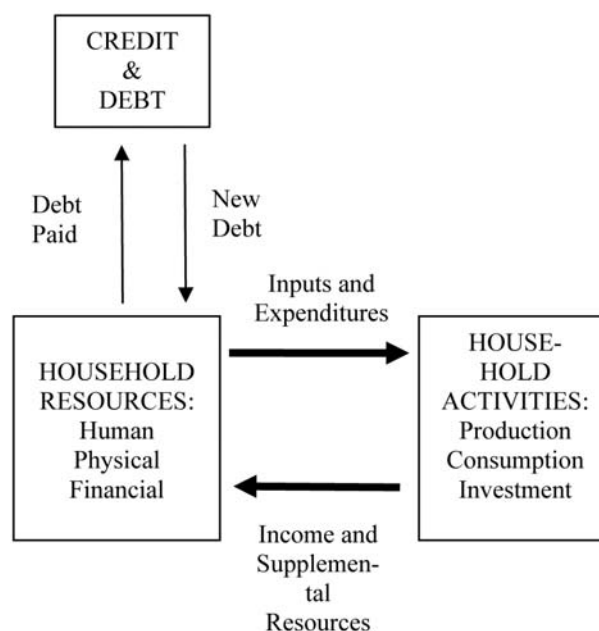 CREDIT
&
DEBT
Debt
Paid
New
Debt
Inputs and
Expenditures
HOUSEHOLD
RESOURCES:
Human
Physical
Financial
HOUSE-
HOLD
ACTIVITIES:
Production
Consumption
Investment
Income and
Supplemen-
tal
Resources